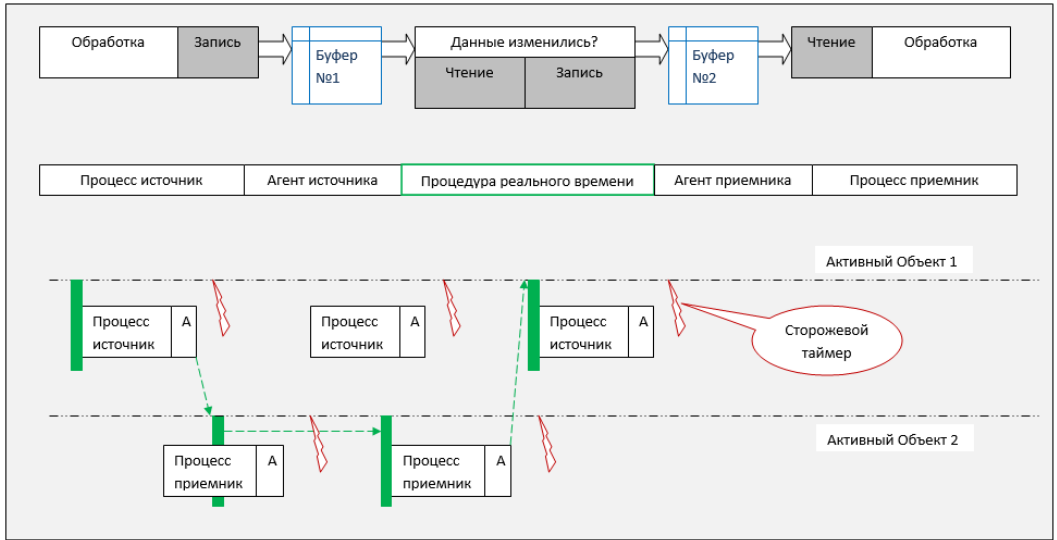 Обработка
Запись
Буфер
№1
Данные изменились?
Чтение
Запись
Буфер
№2
Чтение
Обработка
Процесс источник
Агент источника
Процедура реального времени
Агент приемника
Процесс приемник
Активный Объект 1
Процесс
источник
А
Процесс
источник
А
Процесс
источник
А
Сторожевой
таймер
Активный Объект 2
Процесс
приемник
А
Процесс
приемник
А